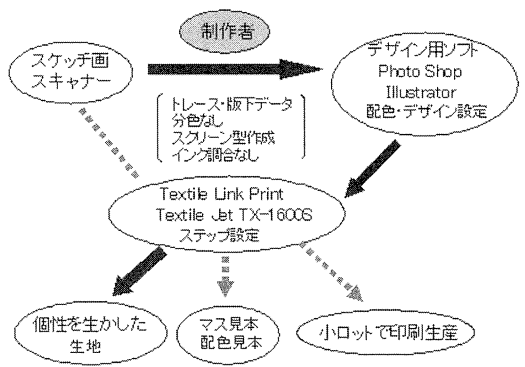 制作者
スケッチ画
スキャナー
デザイン用ソフト
Photo Shop
Illustrator
配色・デザイン設定
トレース・版下データ
分色なし
スクリーン型作成
インク調合なし
Textile Link Print
Textile Jet TX-1600S
ステップ設定
個性を生かした
生地
マス見本
配色見本
小ロットで印刷生産